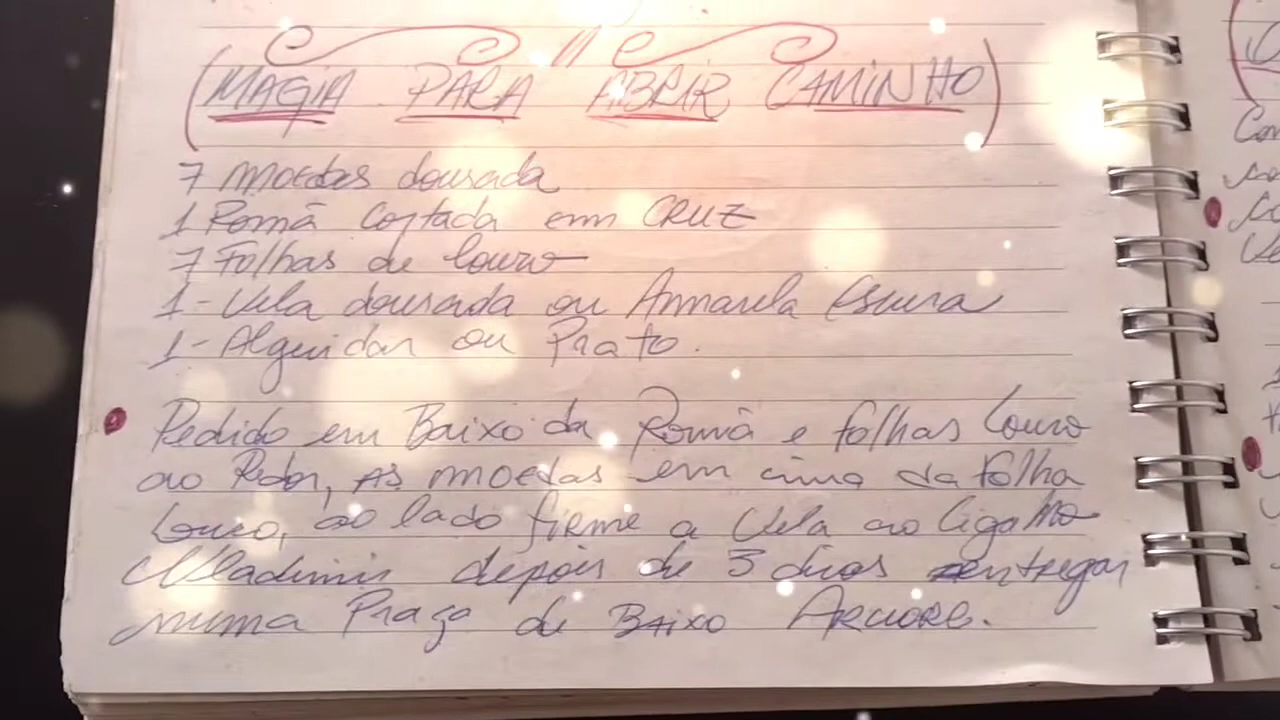 (MAGIA PARA ABRIR CAMINHO)
7 moedas dourada
1 Romã Cortada em CRUZ
7 Folhas de louro
1- Vela dourada ou Amarela Escura
1- Alguidar ou Prato.
Pedido em Baixo da Romã e folhas Louro
ao Redor, As moedas em cima da folha
Louro, ao lado firme a Vela ao Cigano
Wladimir depois de 3 dias entregar
numa Praça de BAIXO ARVORE.